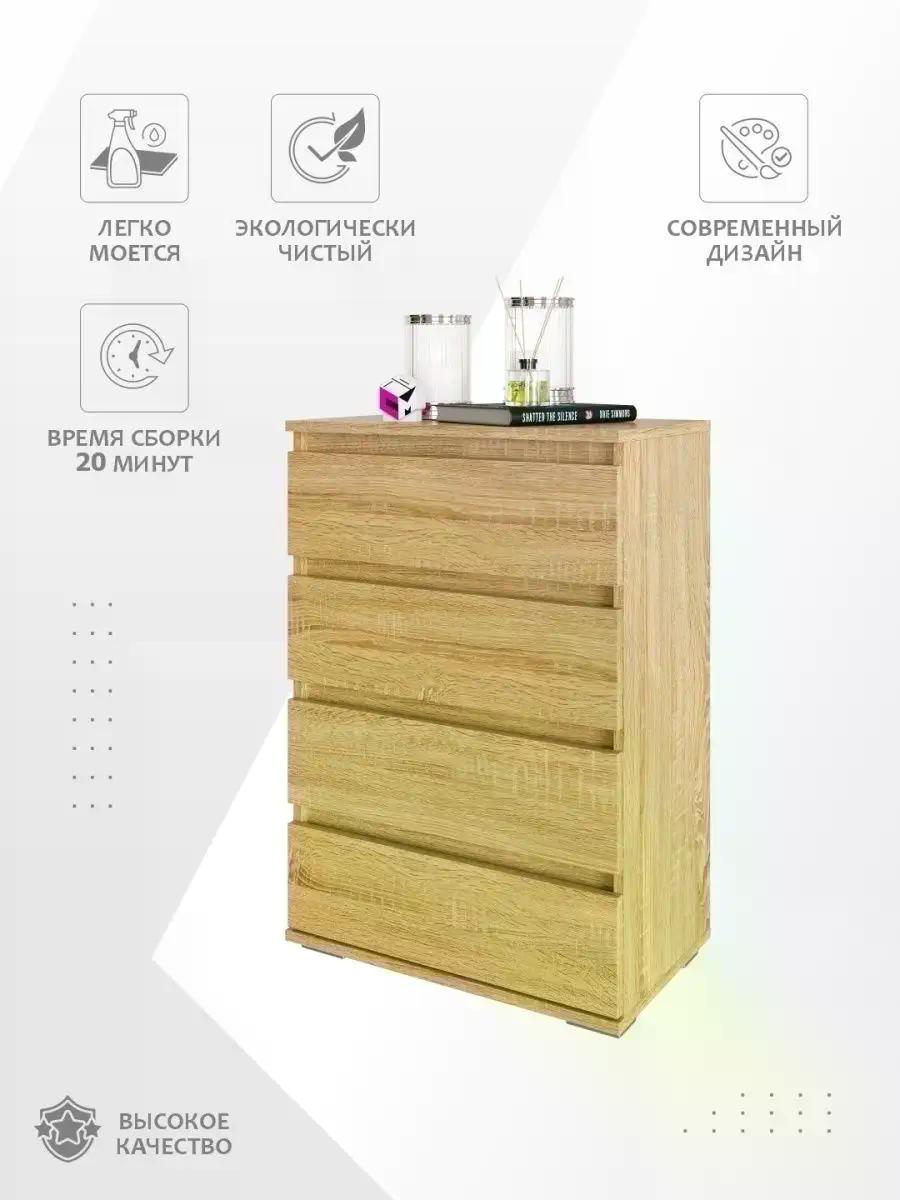 ЛЕГКО
МОЕТСЯ
ЭКОЛОГИЧЕСКИ
ЧИСТЫЙ
СОВРЕМЕННЫЙ
ДИЗАЙН
ВРЕМЯ СБОРКИ
20 МИНУТ
SHATTER THE SILENCE
ВЫСОКОЕ
КАЧЕСТВО